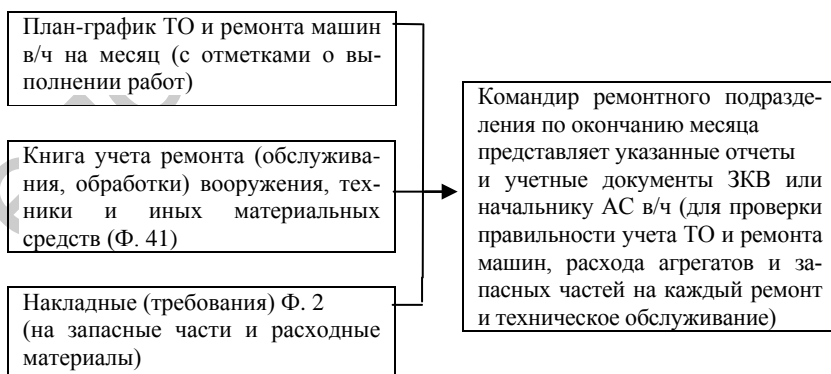 План-график ТО и ремонта машин
в/ч на месяц (с отметками о вы-
полнении работ)
Книга учета ремонта (обслужива-
ния, обработки) вооружения, тех-
ники и иных материальных
средств (Ф. 41)
Накладные (требования) Ф. 2
(на запасные части и расходные
материалы)
Командир ремонтного подразде-
ления по окончанию месяца
представляет указанные отчеты
и учетные документы ЗКВ или
начальнику АС в/ч (для проверки
правильности учета ТО и ремонта
машин, расхода агрегатов и за-
пасных частей на каждый ремонт
и техническое обслуживание)